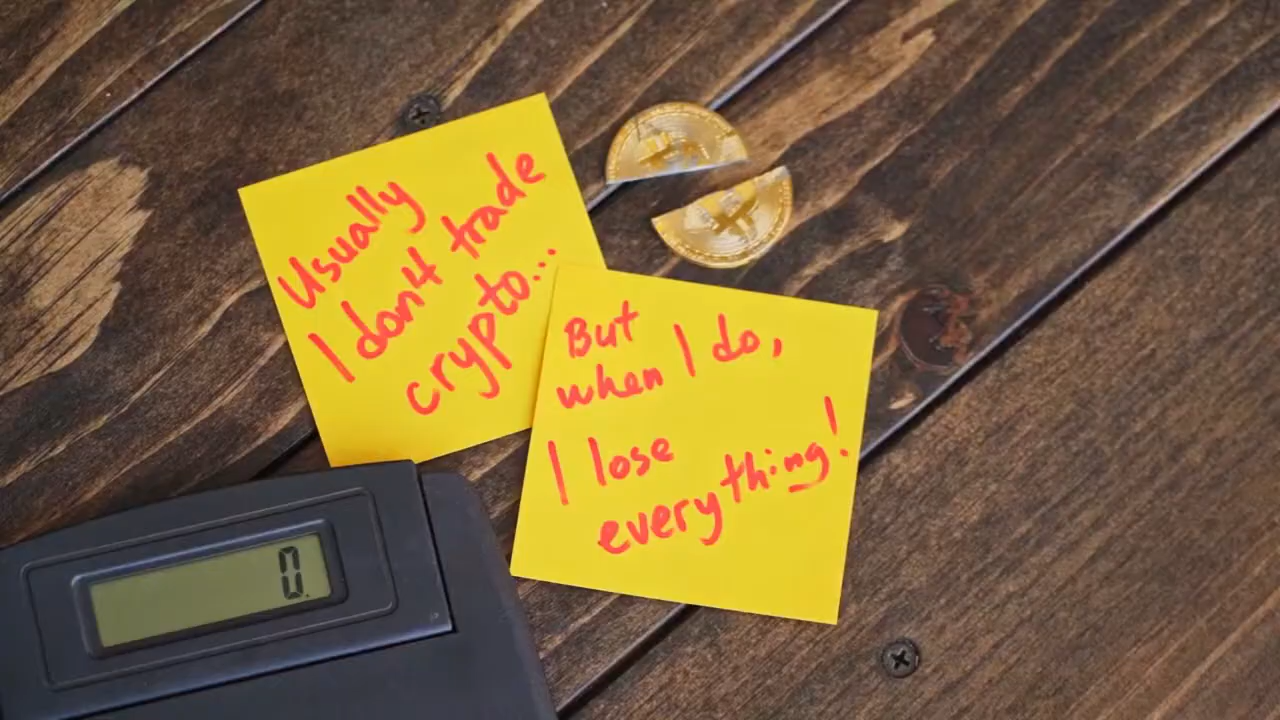 Usually
I don't trade
crypto...
But
when I do,
I lose
everything!
0.